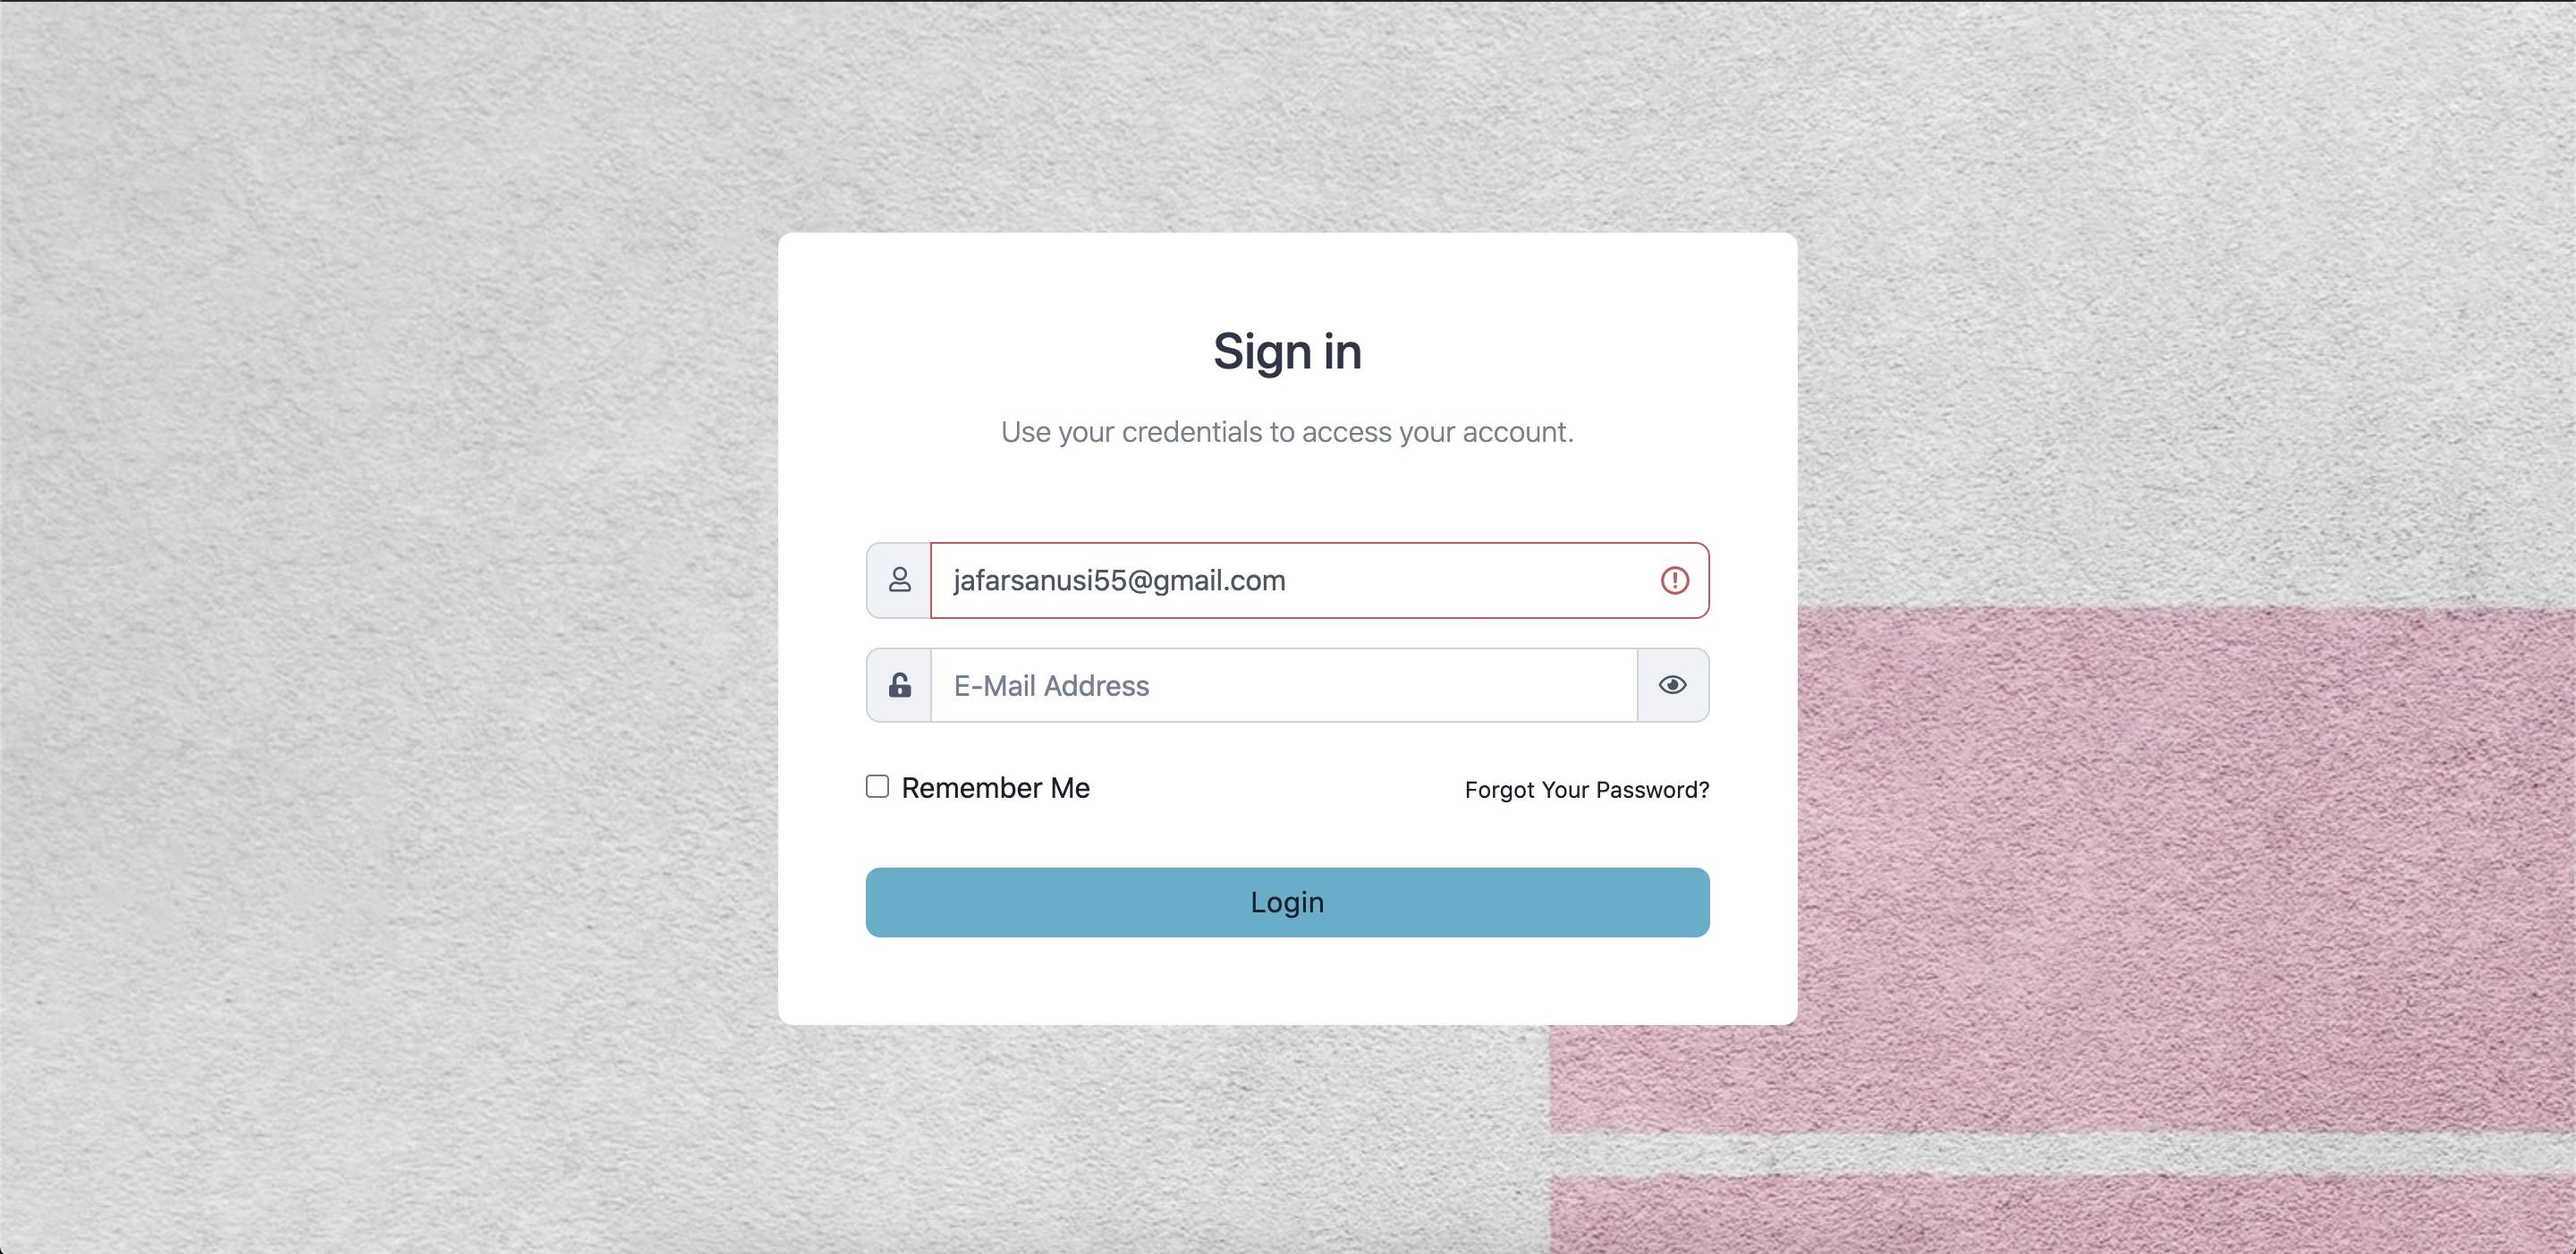 Sign in
Use your credentials to access your account.
jafarsanusi55@gmail.com
E-Mail Address
Remember Me
Forgot Your Password?
Login